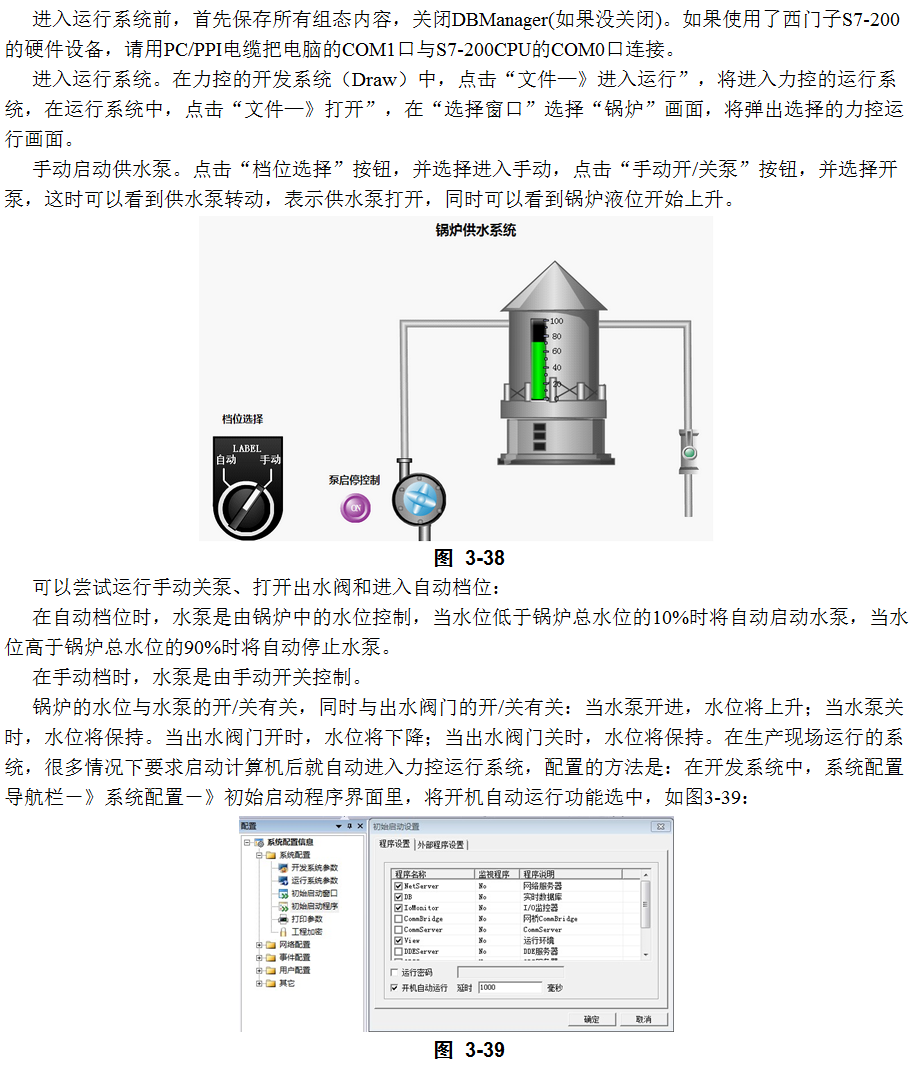 进入运行系统前，首先保存所有组态内容，关闭DBManager(如果没关闭)。如果使用了西门子S7-200
的硬件设备，请用PC/PPI电缆把电脑的COM1口与S7-200CPU的COM0口连接。
进入运行系统。在力控的开发系统（Draw）中，点击“文件—》进入运行”，将进入力控的运行系
统，在运行系统中，点击“文件—》打开”，在“选择窗口”选择“锅炉”画面，将弹出选择的力控运
行画面。
手动启动供水泵。点击“档位选择”按钮，并选择进入手动，点击“手动开/关泵”按钮，并选择开
泵，这时可以看到供水泵转动，表示供水泵打开，同时可以看到锅炉液位开始上升。
锅炉供水系统
100
80
60
40
20
档位选择
LABEL
自动 手动
泵启停控制
ON
图 3-38
可以尝试运行手动关泵、打开出水阀和进入自动档位：
在自动档位时，水泵是由锅炉中的水位控制，当水位低于锅炉总水位的10%时将自动启动水泵，当水
位高于锅炉总水位的90%时将自动停止水泵。
在手动档时，水泵是由手动开关控制。
锅炉的水位与水泵的开/关有关，同时与出水阀门的开/关有关：当水泵开进，水位将上升；当水泵关
时，水位将保持。当出水阀门开时，水位将下降；当出水阀门关时，水位将保持。在生产现场运行的系
统，很多情况下要求启动计算机后就自动进入力控运行系统，配置的方法是：在开发系统中，系统配置
导航栏－》系统配置－》初始启动程序界面里，将开机自动运行功能选中，如图3-39：
配置
系统配置信息
系统配置
开发系统参数
运行系统参数
初始启动窗口
初始启动程序
打印参数
工程加密
网络配置
事件配置
用户配置
其它
初始启动设置
程序设置 外部程序设置
程序名称 监视程序 程序说明
NetServer No 网络服务器
DB No 实时数据库
IoMonitor No I/O监控器
CommBridge No 网桥CommBridge
CommServer No CommServer
View No 运行环境
DDEServer No DDE服务器
运行密码
开机自动运行 延时 1000 毫秒
确定 取消
图 3-39